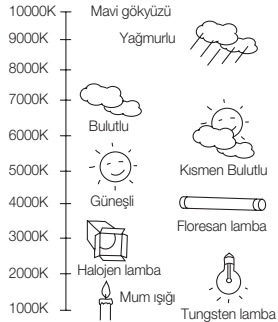 10000K Mavi gökyüzü
9000K Yağmurlu
8000K
7000K
Bulutlu
6000K
5000K Kısmen Bulutlu
Güneşli
4000K
Floresan lamba
3000K
Halojen lamba
2000K
Mum ışığı
1000K Tungsten lamba